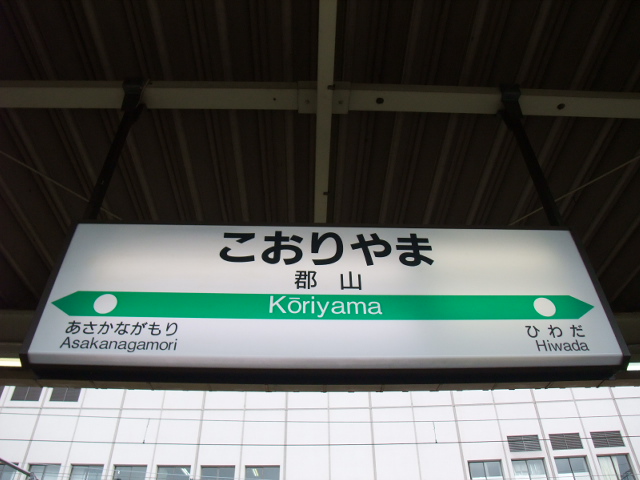 こおりやま
郡山
Kōriyama
あさかながもり
Asakanagamori
ひわだ
Hiwada